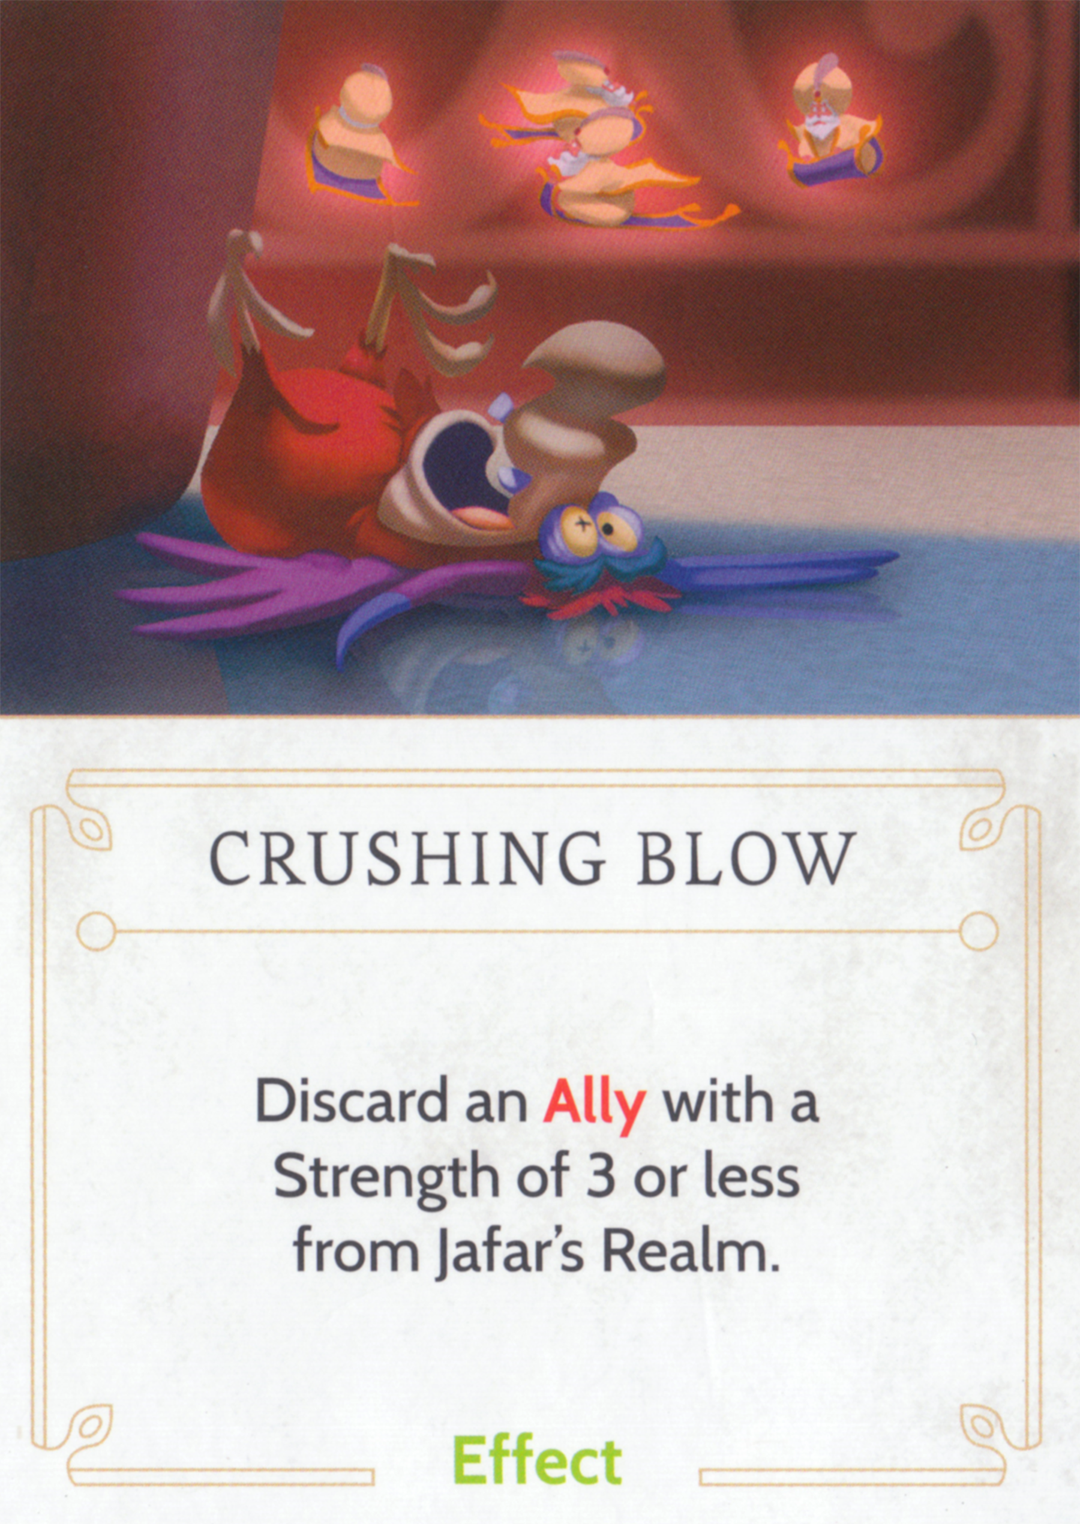 CRUSHING BLOW
Discard an Ally with a
Strength of 3 or less
from Jafar's Realm.
Effect